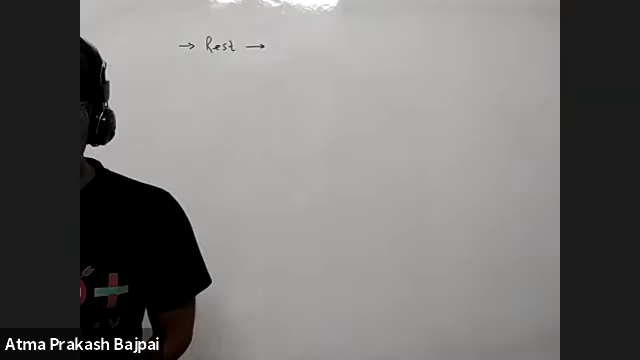 → Rest →
Atma Prakash Bajpai